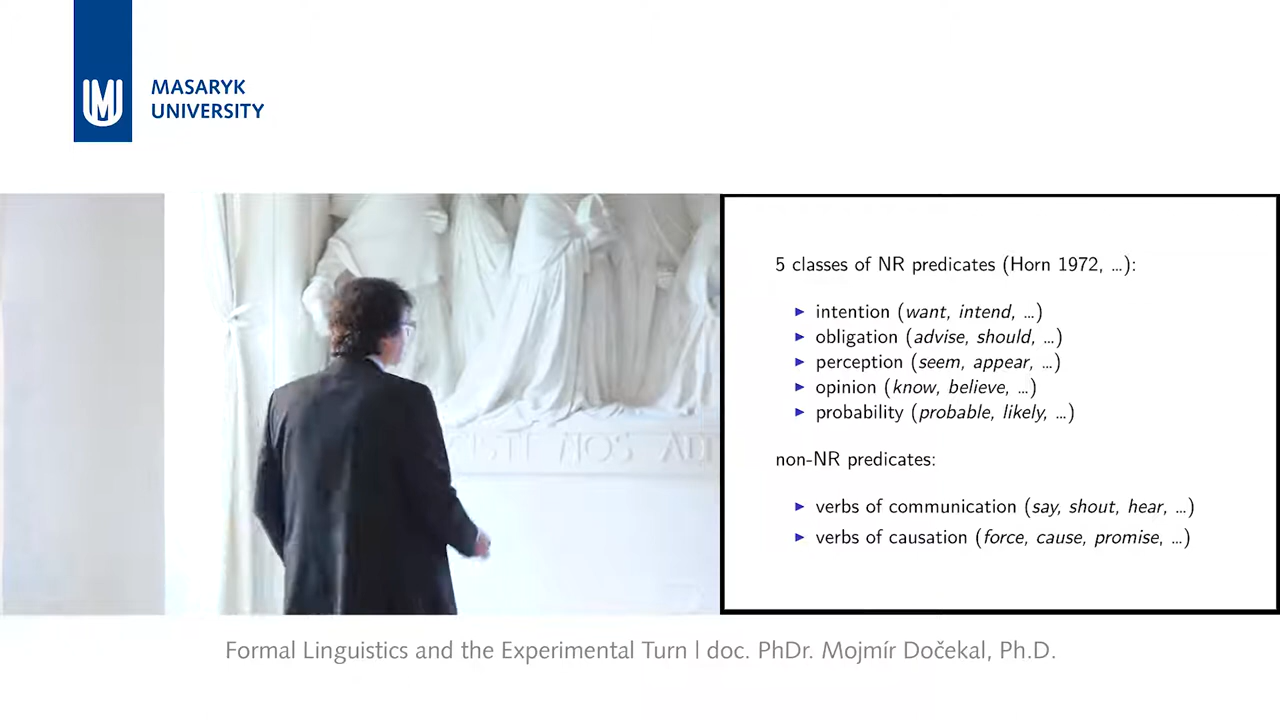 MASARYK
UNIVERSITY
5 classes of NR predicates (Horn 1972, ...):
▶ intention (want, intend, ...)
▶ obligation (advise, should, ...)
▶ perception (seem, appear, ...)
▶ opinion (know, believe, ...)
▶ probability (probable, likely, ...)
non-NR predicates:
▶ verbs of communication (say, shout, hear, ...)
▶ verbs of causation (force, cause, promise, ...)
NOS
Formal Linguistics and the Experimental Turn | doc. PhDr. Mojmír Dočekal, Ph.D.